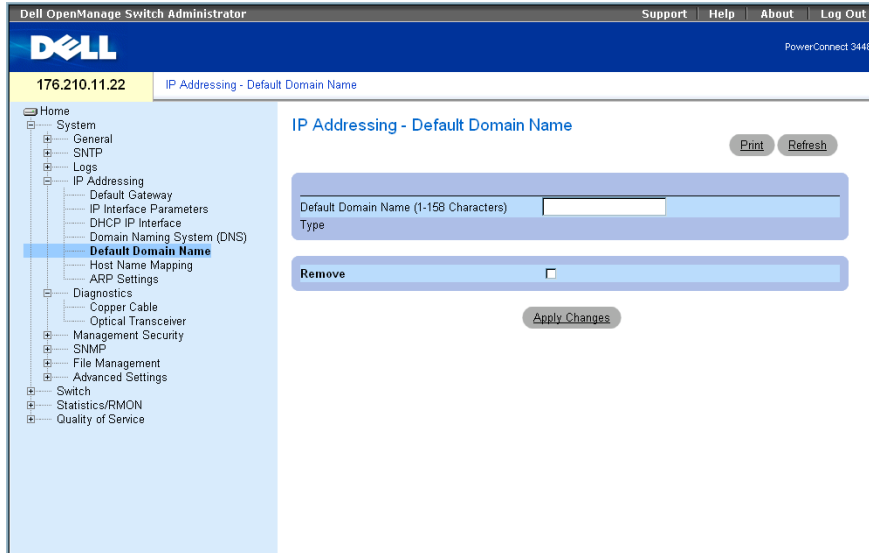 Dell OpenManage Switch Administrator
Support Help About Log Out
DELL
PowerConnect 3448
176.210.11.22
IP Addressing - Default Domain Name
Home
System
General
SNTP
Logs
IP Addressing
Default Gateway
IP Interface Parameters
DHCP IP Interface
Domain Naming System (DNS)
Default Domain Name
Host Name Mapping
ARP Settings
Diagnostics
Copper Cable
Optical Transceiver
Management Security
SNMP
File Management
Advanced Settings
Switch
Statistics/RMON
Quality of Service
IP Addressing - Default Domain Name
Print Refresh
Default Domain Name (1-158 Characters)
Type
Remove
Apply Changes